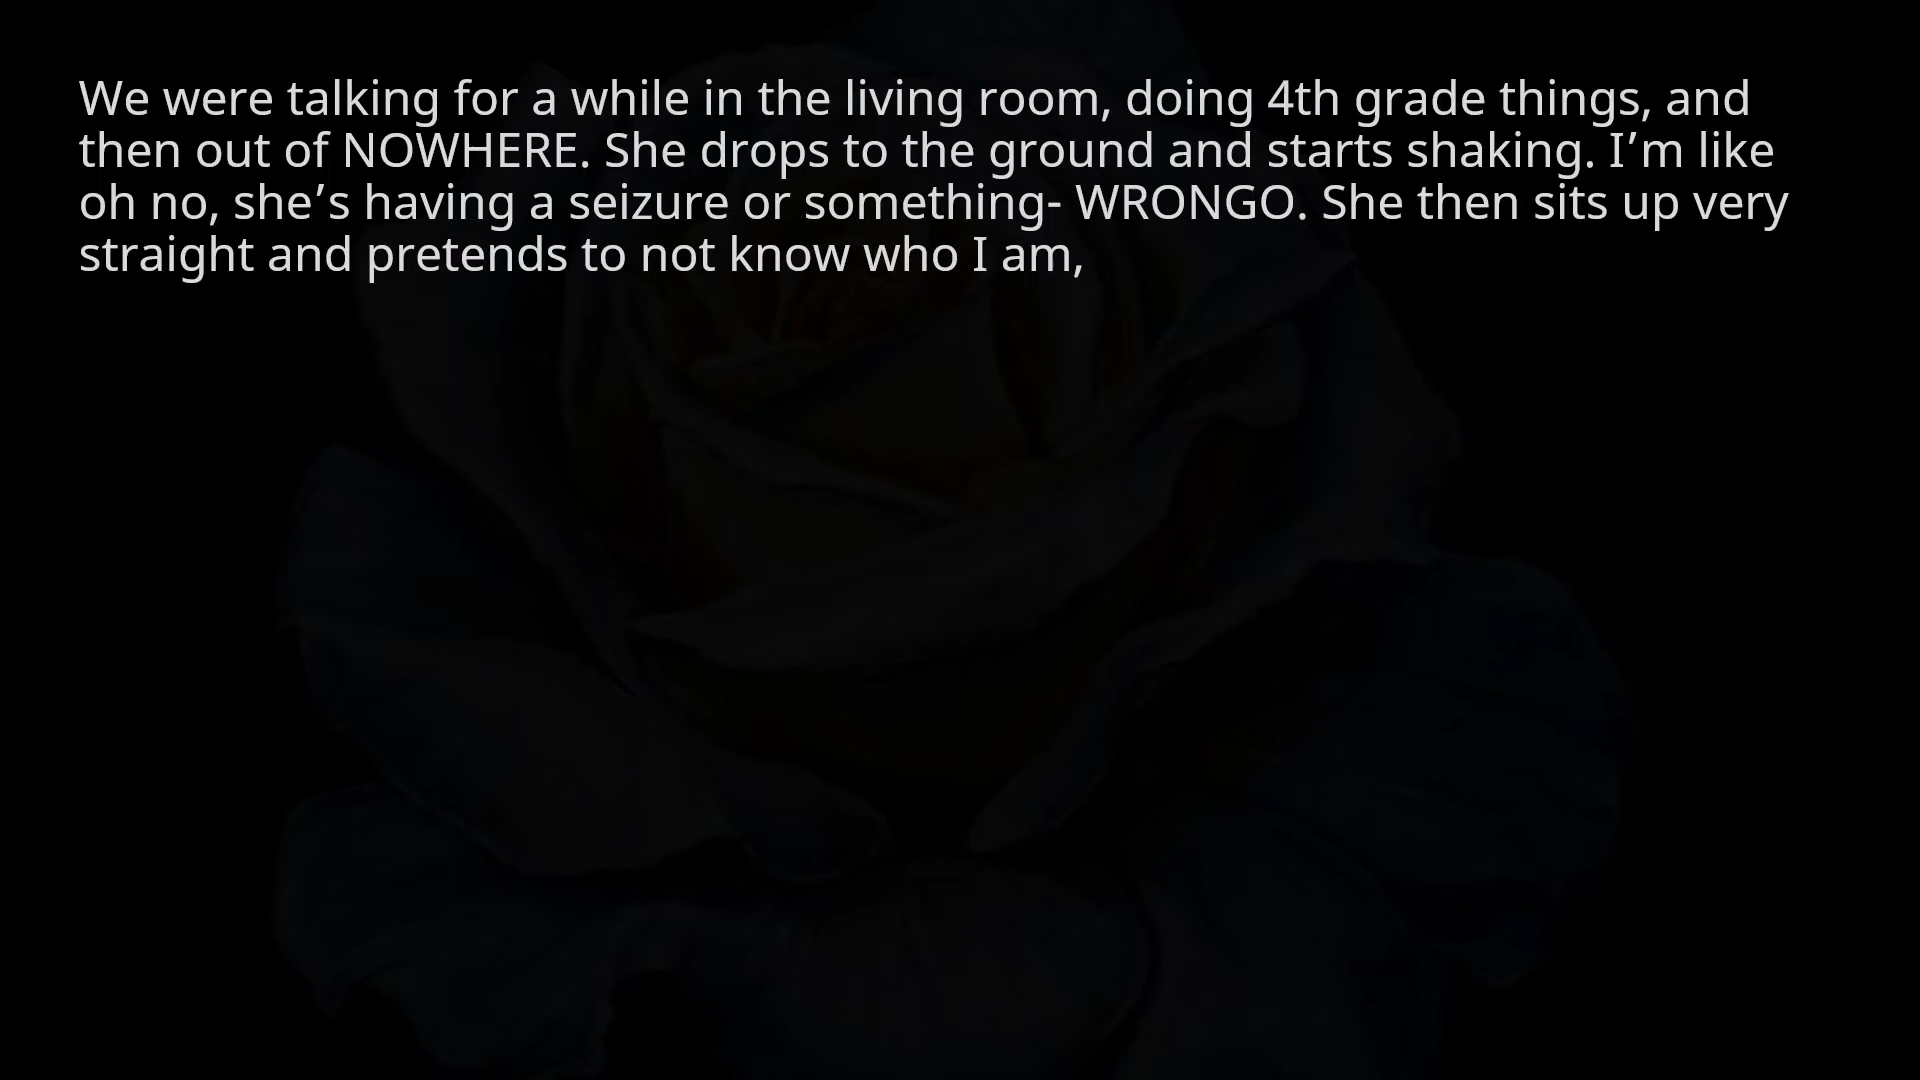 We were talking for a while in the living room, doing 4th grade things, and
then out of NOWHERE. She drops to the ground and starts shaking. I’m like
oh no, she’s having a seizure or something- WRONGO. She then sits up very
straight and pretends to not know who I am,